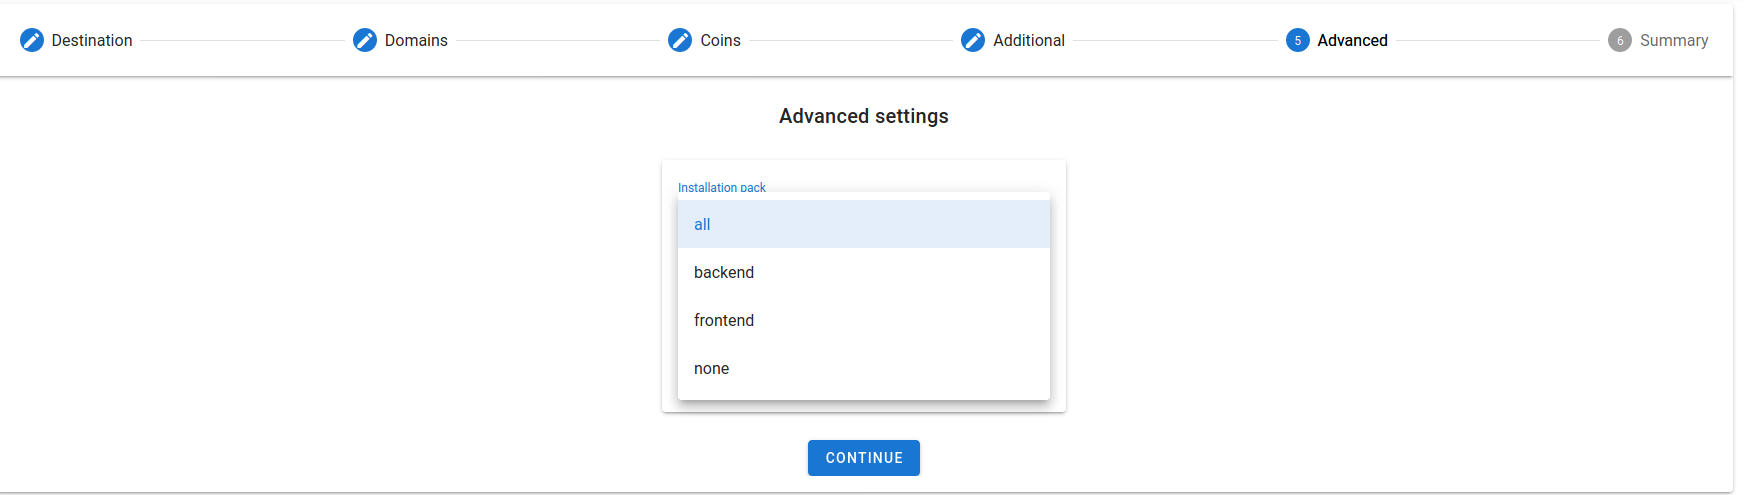 Destination
Domains
Coins
Additional
5 Advanced
6 Summary
Advanced settings
Installation pack
all
backend
frontend
none
CONTINUE